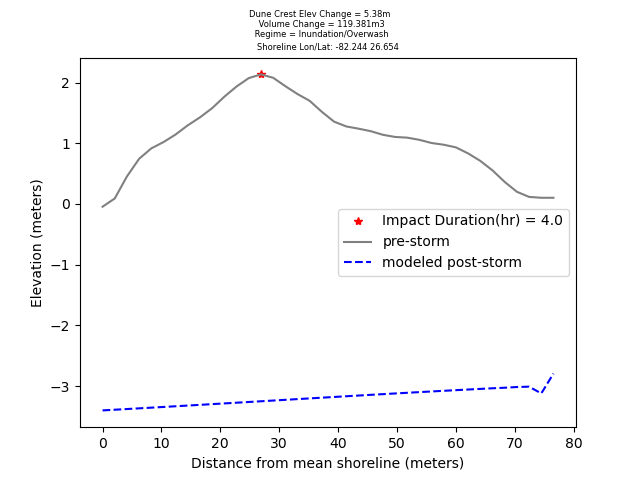 Dune Crest Elev Change = 5.38m
Volume Change = 119.381m3
Regime = Inundation/Overwash
Shoreline Lon/Lat: -82.244 26.654
2
1
0
−1
−2
−3
Elevation (meters)
Impact Duration(hr) = 4.0
pre-storm
modeled post-storm
0 10 20 30 40 50 60 70 80
Distance from mean shoreline (meters)